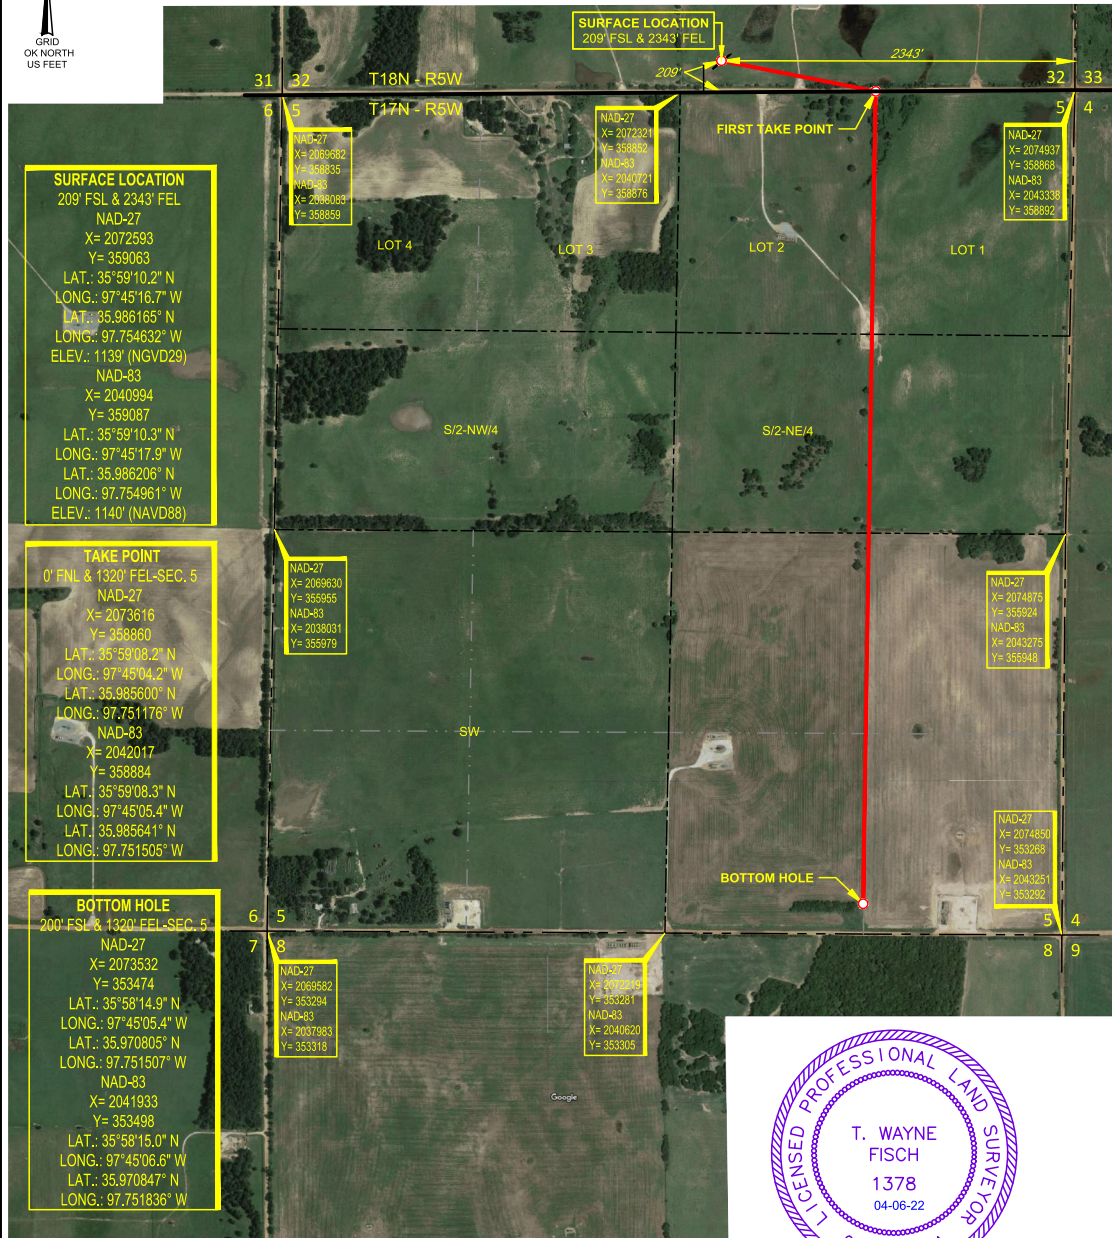 GRID
OK NORTH
US FEET
SURFACE LOCATION
209' FSL & 2343' FEL
2343'
209'
31 32
T18N - R5W
32 33
6 5
T17N - R5W
5 4
FIRST TAKE POINT
NAD-27
X= 2069682
Y= 358835
NAD-83
X= 2038083
Y= 358859
NAD-27
X= 2072321
Y= 358852
NAD-83
X= 2040721
Y= 358876
NAD-27
X= 2074937
Y= 358868
NAD-83
X= 2043338
Y= 358892
LOT 4
LOT 3
LOT 2
LOT 1
SURFACE LOCATION
209' FSL & 2343' FEL
NAD-27
X= 2072593
Y= 359063
LAT.: 35°59'10.2" N
LONG.: 97°45'16.7" W
LAT.: 35.986165° N
LONG.: 97.754632° W
ELEV.: 1139' (NGVD29)
NAD-83
X= 2040994
Y= 359087
LAT.: 35°59'10.3" N
LONG.: 97°45'17.9" W
LAT.: 35.986206° N
LONG.: 97.754961° W
ELEV.: 1140' (NAVD88)
S/2-NW/4
S/2-NE/4
TAKE POINT
0' FNL & 1320' FEL-SEC. 5
NAD-27
X= 2073616
Y= 358860
LAT.: 35°59'08.2" N
LONG.: 97°45'04.2" W
LAT.: 35.985600° N
LONG.: 97.751176° W
NAD-83
X= 2042017
Y= 358884
LAT.: 35°59'08.3" N
LONG.: 97°45'05.4" W
LAT.: 35.985641° N
LONG.: 97.751505° W
NAD-27
X= 2069630
Y= 355955
NAD-83
X= 2038031
Y= 355979
NAD-27
X= 2074875
Y= 355924
NAD-83
X= 2043275
Y= 355948
SW
NAD-27
X= 2074850
Y= 353268
NAD-83
X= 2043251
Y= 353292
BOTTOM HOLE
BOTTOM HOLE
200' FSL & 1320' FEL-SEC. 5
NAD-27
X= 2073532
Y= 353474
LAT.: 35°58'14.9" N
LONG.: 97°45'05.4" W
LAT.: 35.970805° N
LONG.: 97.751507° W
NAD-83
X= 2041933
Y= 353498
LAT.: 35°58'15.0" N
LONG.: 97°45'06.6" W
LAT.: 35.970847° N
LONG.: 97.751836° W
6 5
5 4
7 8
8 9
NAD-27
X= 2069582
Y= 353294
NAD-83
X= 2037983
Y= 353318
NAD-27
X= 2072219
Y= 353281
NAD-83
X= 2040620
Y= 353305
Google
LICENSED PROFESSIONAL LAND SURVEYOR
T. WAYNE
FISCH
1378
04-06-22